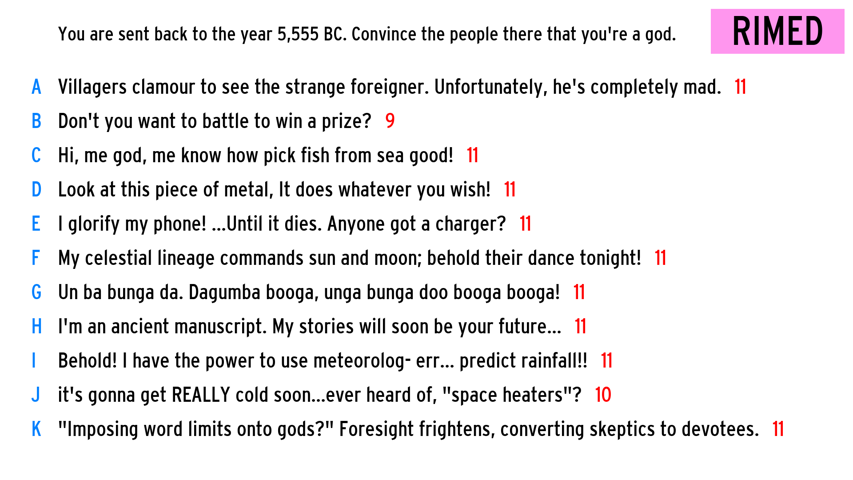 You are sent back to the year 5,555 BC. Convince the people there that you're a god.
RIMED
A Villagers clamour to see the strange foreigner. Unfortunately, he's completely mad. 11
B Don't you want to battle to win a prize? 9
C Hi, me god, me know how pick fish from sea good! 11
D Look at this piece of metal, It does whatever you wish! 11
E I glorify my phone! ...Until it dies. Anyone got a charger? 11
F My celestial lineage commands sun and moon; behold their dance tonight! 11
G Un ba bunga da. Dagumba booga, unga bunga doo booga booga! 11
H I'm an ancient manuscript. My stories will soon be your future... 11
I Behold! I have the power to use meteorolog- err... predict rainfall!! 11
J it's gonna get REALLY cold soon...ever heard of, "space heaters"? 10
K "Imposing word limits onto gods?" Foresight frightens, converting skeptics to devotees. 11